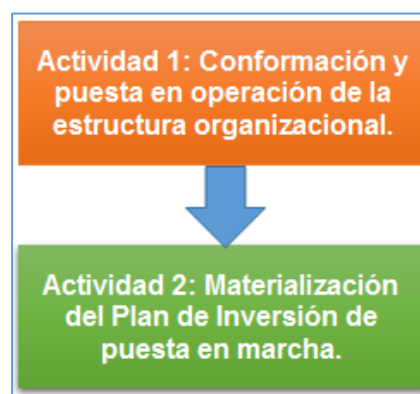 Actividad 1: Conformación y
puesta en operación de la
estructura organizacional.
Actividad 2: Materialización
del Plan de Inversión de
puesta en marcha.